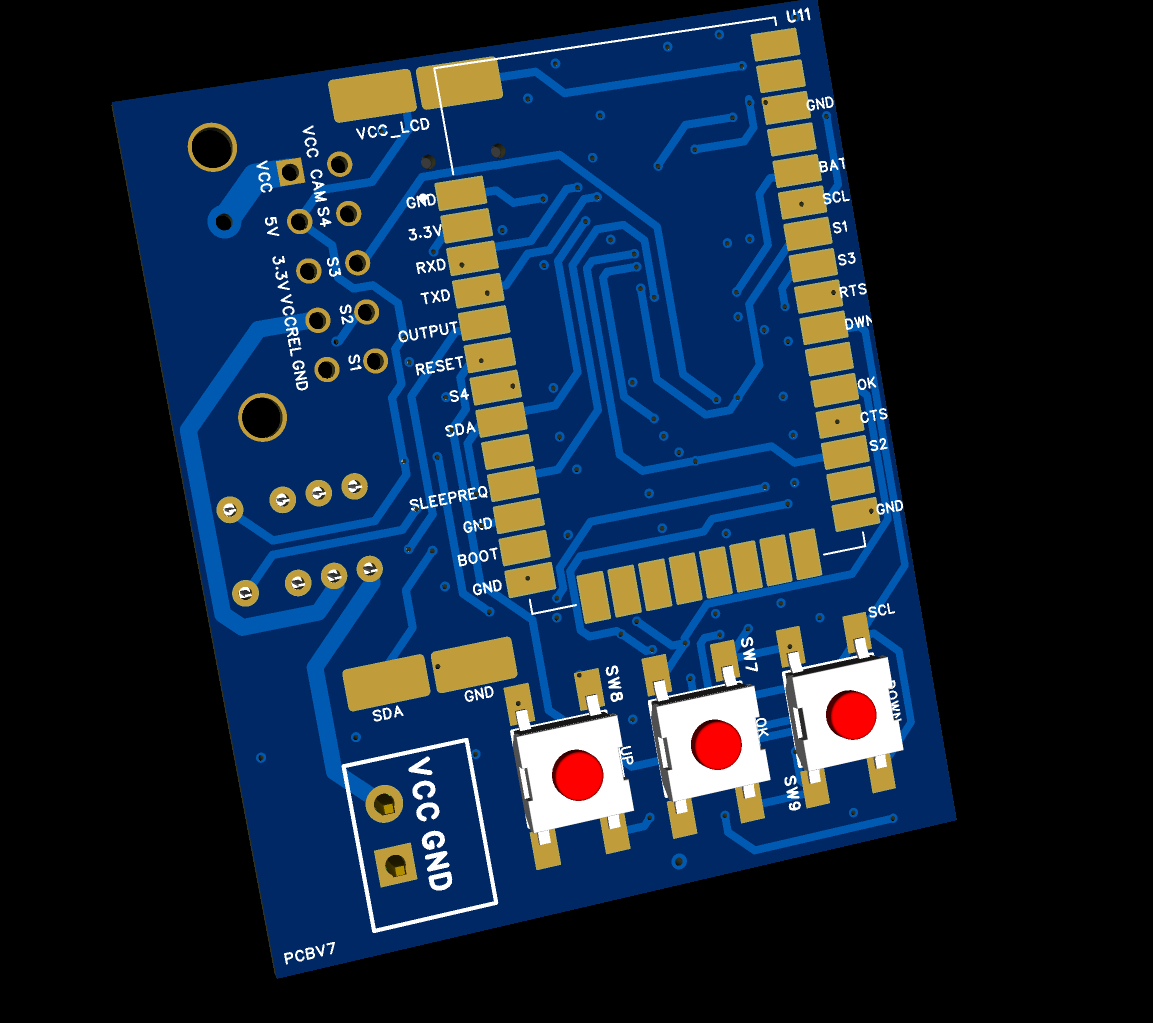 U11
VCC_LCD
VCC
VCC CAM S4
5V
S3
3.3V
VCCREL
GND
S2
S1
GND
3.3V
RXD
TXD
OUTPUT
RESET
S4
SDA
SLEEPREQ
GND
BOOT
GND
GND
BAT
SCL
S1
S3
RTS
DWN
OK
CTS
S2
GND
SCL
SDA
GND
SW8
UP
SW7
OK
SW9
DOWN
VCC GND
PCBV7